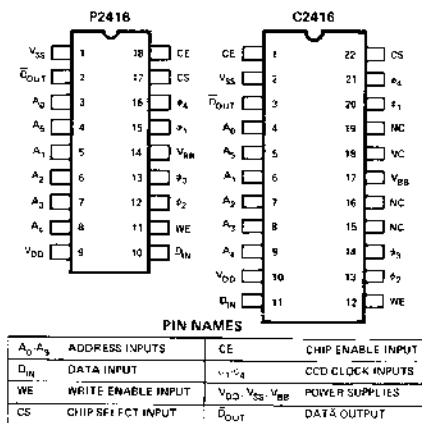 P2416
VSS 1 18 CE
D̅OUT 2 17 CS
A0 3 16 φ4
A5 4 15 φ1
A1 5 14 VBB
A2 6 13 φ3
A3 7 12 φ2
A4 8 11 WE
VDD 9 10 DIN
C2416
CE 1 22 CS
VSS 2 21 φ4
D̅OUT 3 20 φ1
A0 4 19 NC
A5 5 18 NC
A1 6 17 VBB
A2 7 16 NC
A3 8 15 NC
A4 9 14 φ3
VDD 10 13 φ2
DIN 11 12 WE
PIN NAMES
A0-A5 ADDRESS INPUTS CE CHIP ENABLE INPUT
DIN DATA INPUT φ1-φ4 CCD CLOCK INPUTS
WE WRITE ENABLE INPUT VDD, VSS, VBB POWER SUPPLIES
CS CHIP SELECT INPUT D̅OUT DATA OUTPUT